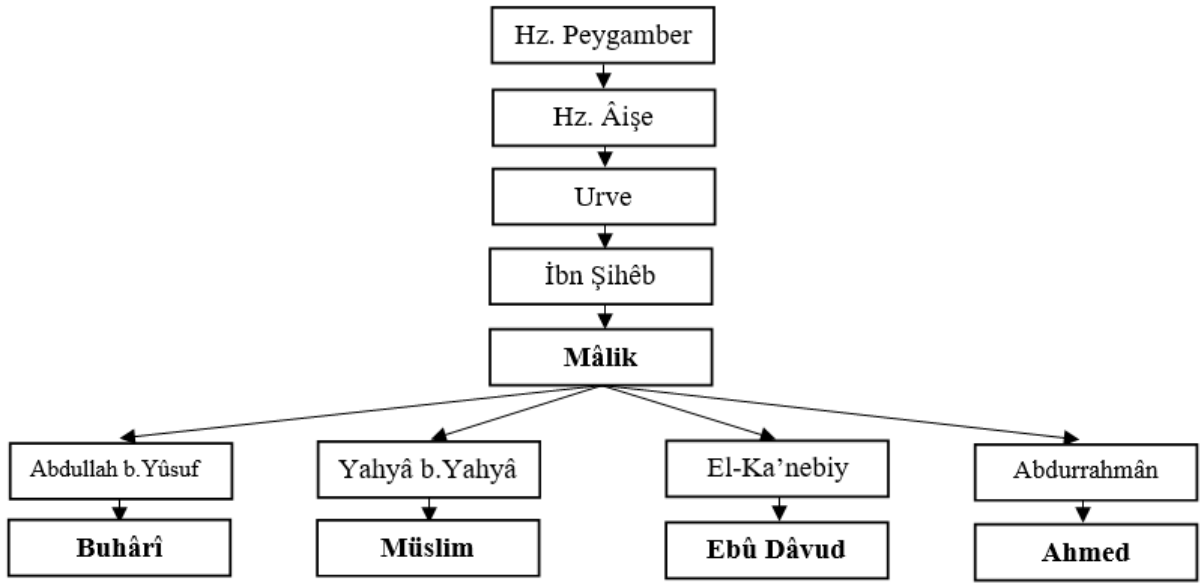 Hz. Peygamber
Hz. Âişe
Urve
İbn Şihêb
Mâlik
Abdullah b.Yûsuf
Yahyâ b.Yahyâ
El-Ka’nebiy
Abdurrahmân
Buhârî
Müslim
Ebû Dâvud
Ahmed